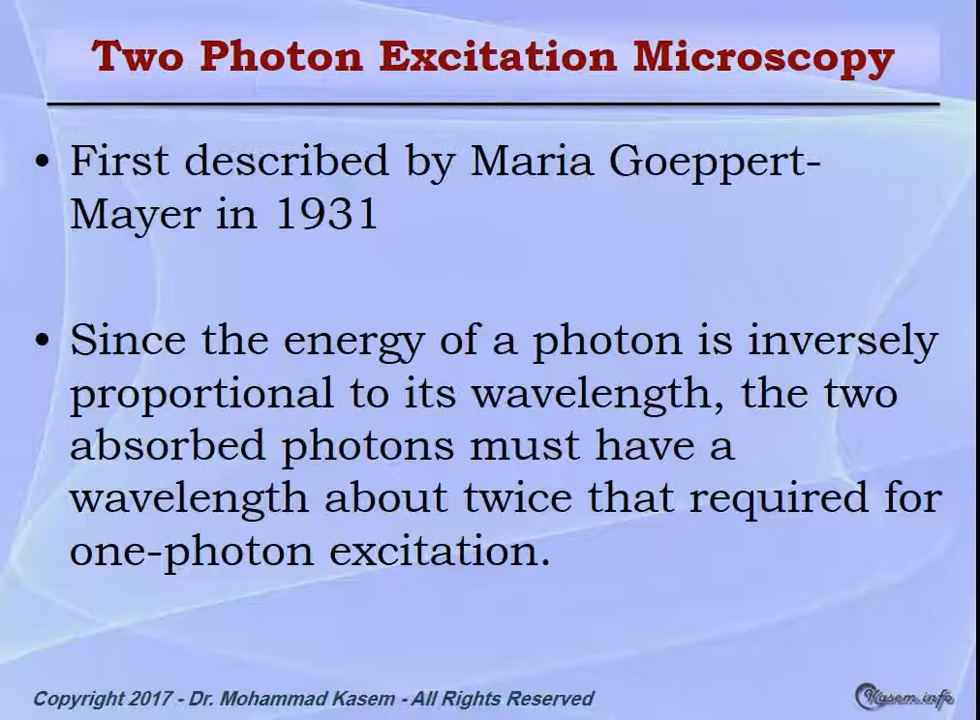 Two Photon Excitation Microscopy
• First described by Maria Goeppert-
Mayer in 1931
• Since the energy of a photon is inversely
proportional to its wavelength, the two
absorbed photons must have a
wavelength about twice that required for
one-photon excitation.
Copyright 2017 - Dr. Mohammad Kasem - All Rights Reserved
Kasem.info